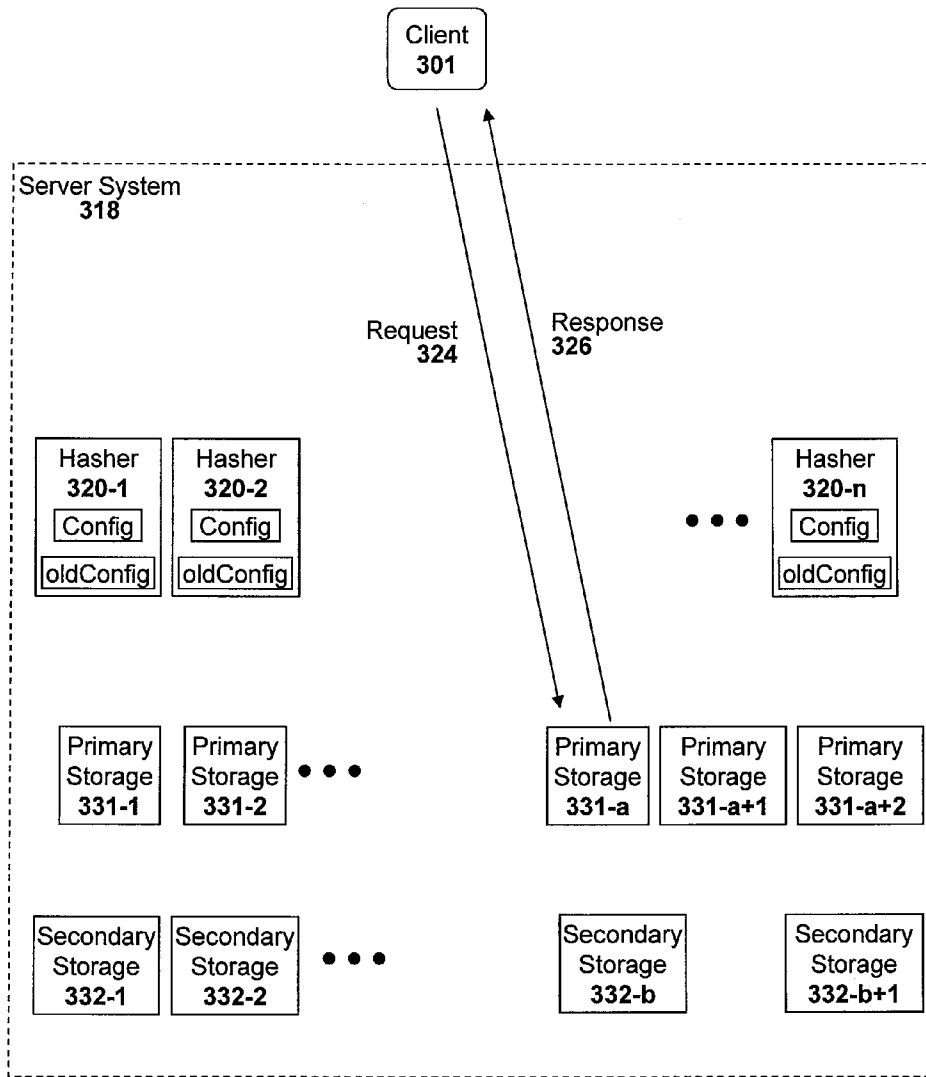 Client
301
Server System
318
Request
324
Response
326
Hasher
320-1
Config
oldConfig
Hasher
320-2
Config
oldConfig
Hasher
320-n
Config
oldConfig
Primary
Storage
331-1
Primary
Storage
331-2
Primary
Storage
331-a
Primary
Storage
331-a+1
Primary
Storage
331-a+2
Secondary
Storage
332-1
Secondary
Storage
332-2
Secondary
Storage
332-b
Secondary
Storage
332-b+1